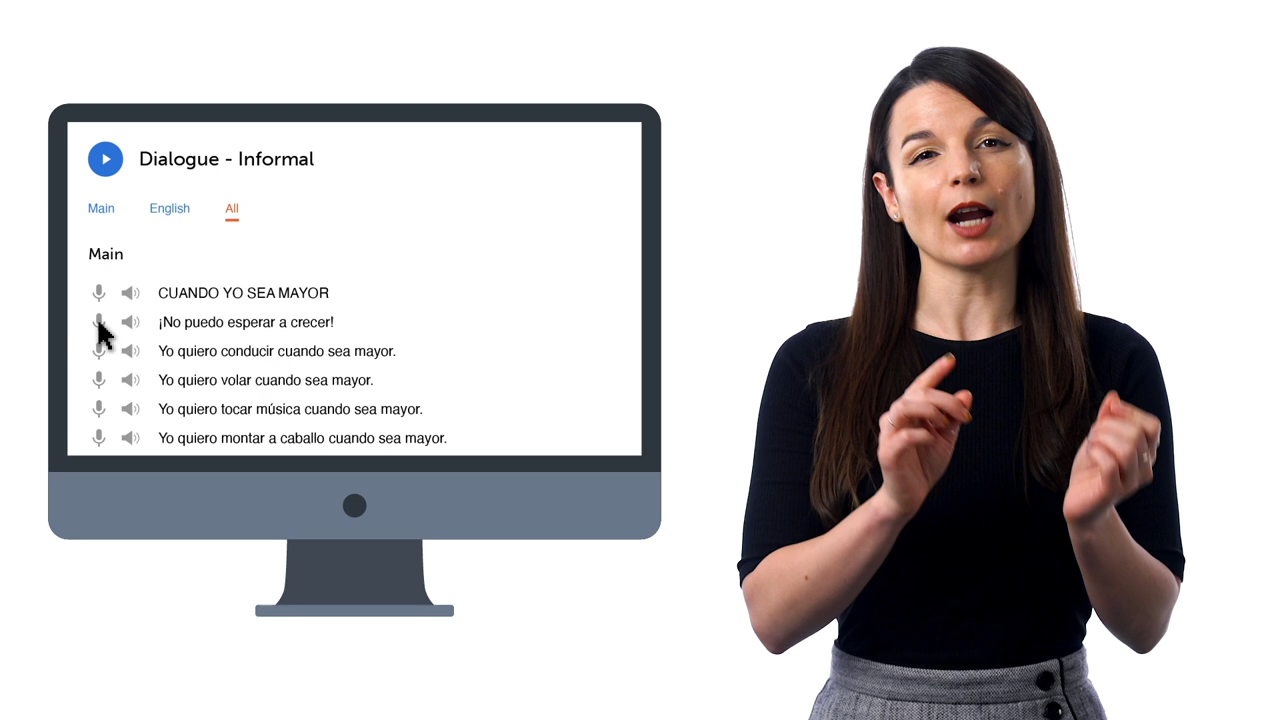 Dialogue - Informal
Main English All
Main
CUANDO YO SEA MAYOR
¡No puedo esperar a crecer!
Yo quiero conducir cuando sea mayor.
Yo quiero volar cuando sea mayor.
Yo quiero tocar música cuando sea mayor.
Yo quiero montar a caballo cuando sea mayor.